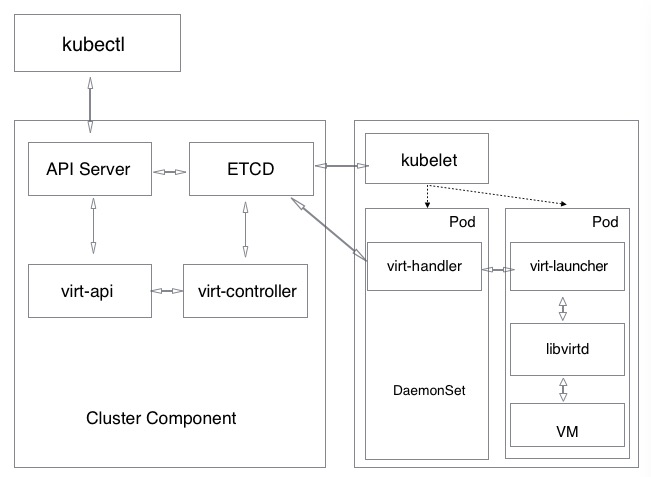 kubectl
API Server
ETCD
virt-api
virt-controller
Cluster Component
kubelet
Pod
virt-handler
DaemonSet
Pod
virt-launcher
libvirtd
VM